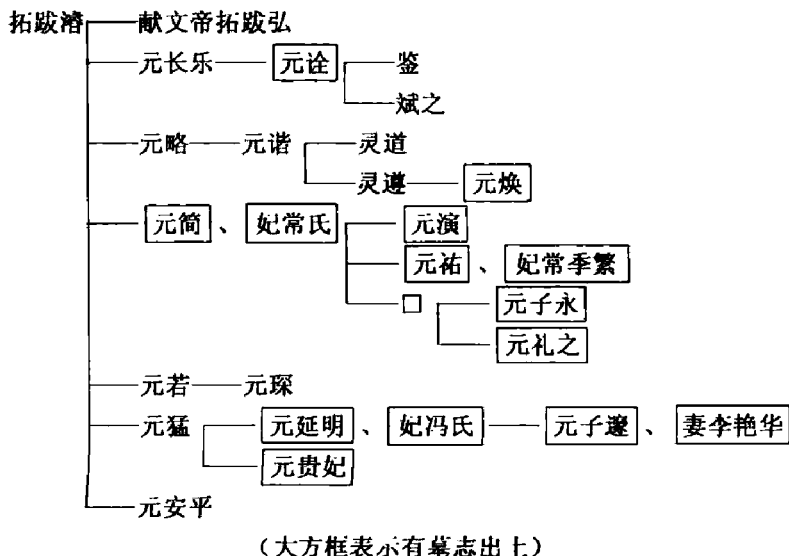 拓跋濬 献文帝拓跋弘
元长乐 元诠 鉴
斌之
元略 元谐 灵道
灵遵 元焕
元简 、 妃常氏 元演
元祐 、 妃常季繁
□ 元子永
元礼之
元若 元琛
元猛 元延明 、 妃冯氏 元子邃 、 妻李艳华
元贵妃
元安平
(大方框表示有墓志出土)